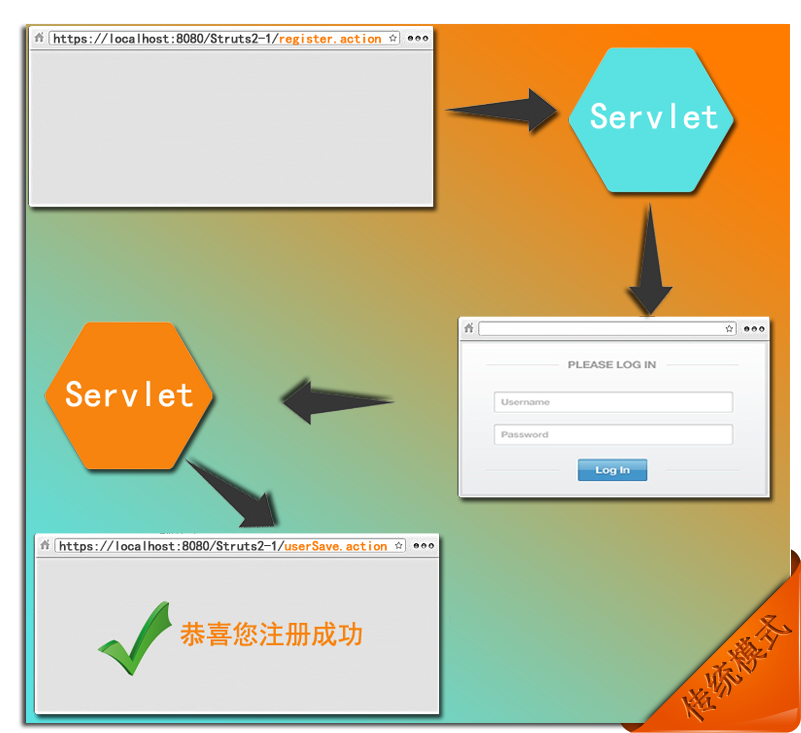 https://localhost:8080/Struts2-1/register.action
Servlet
PLEASE LOG IN
Username
Password
Log In
Servlet
https://localhost:8080/Struts2-1/userSave.action
恭喜您注册成功
传统模式